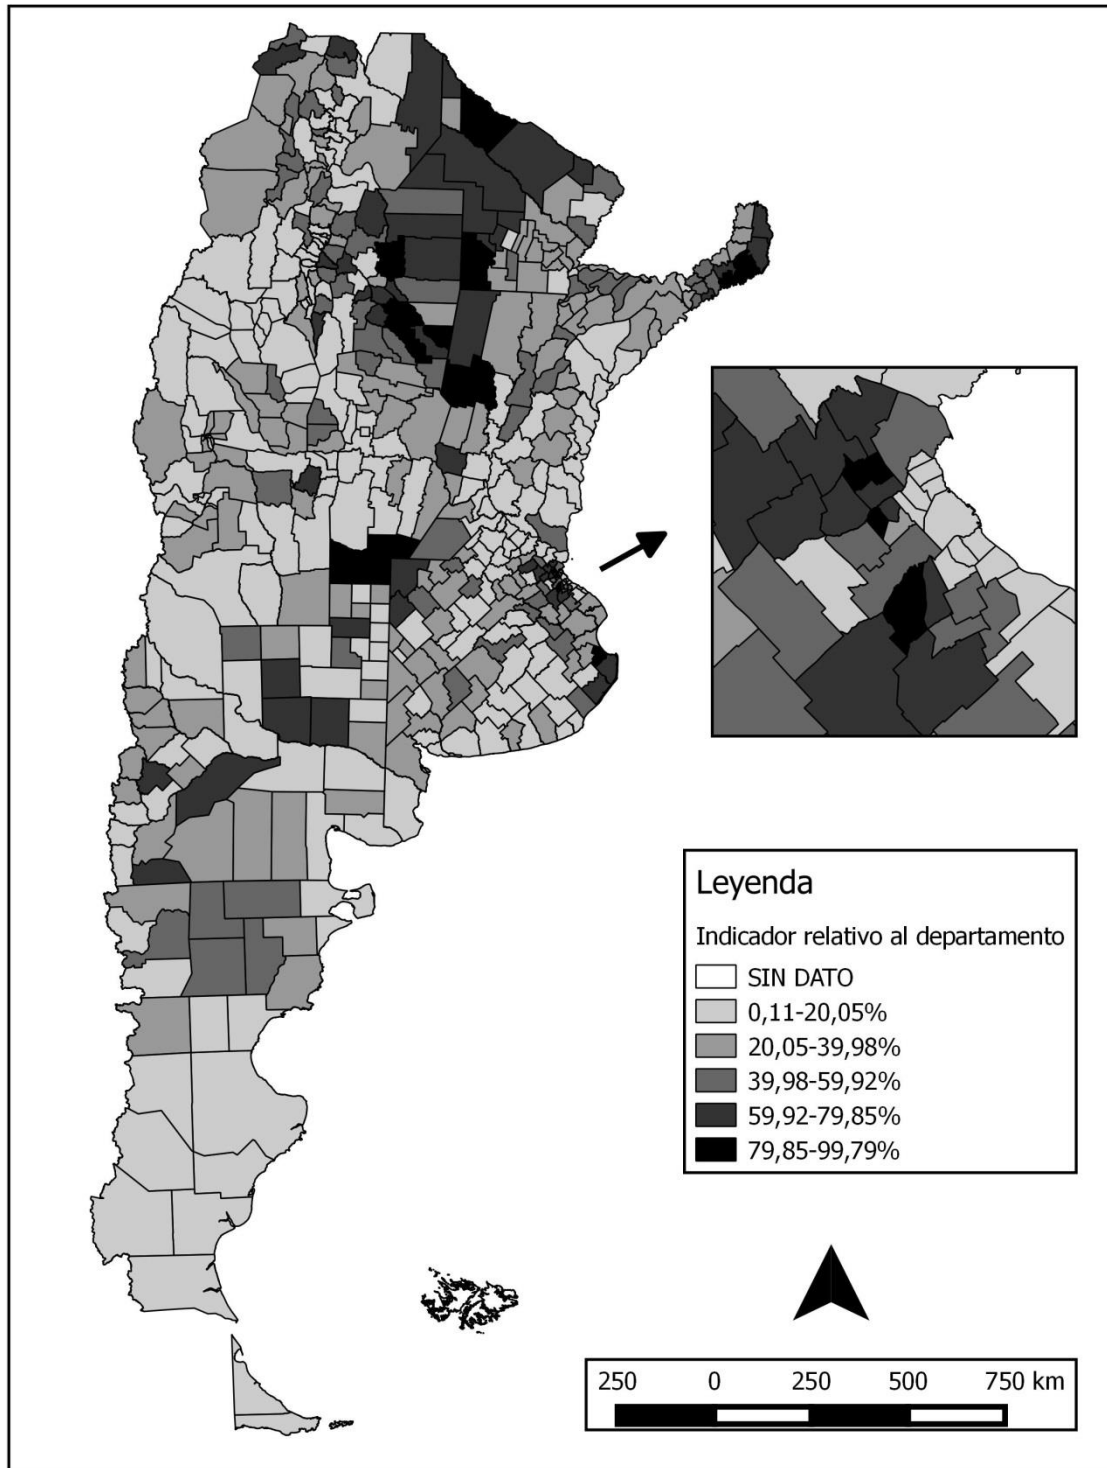 Leyenda
Indicador relativo al departamento
SIN DATO
0,11-20,05%
20,05-39,98%
39,98-59,92%
59,92-79,85%
79,85-99,79%
250 0 250 500 750 km